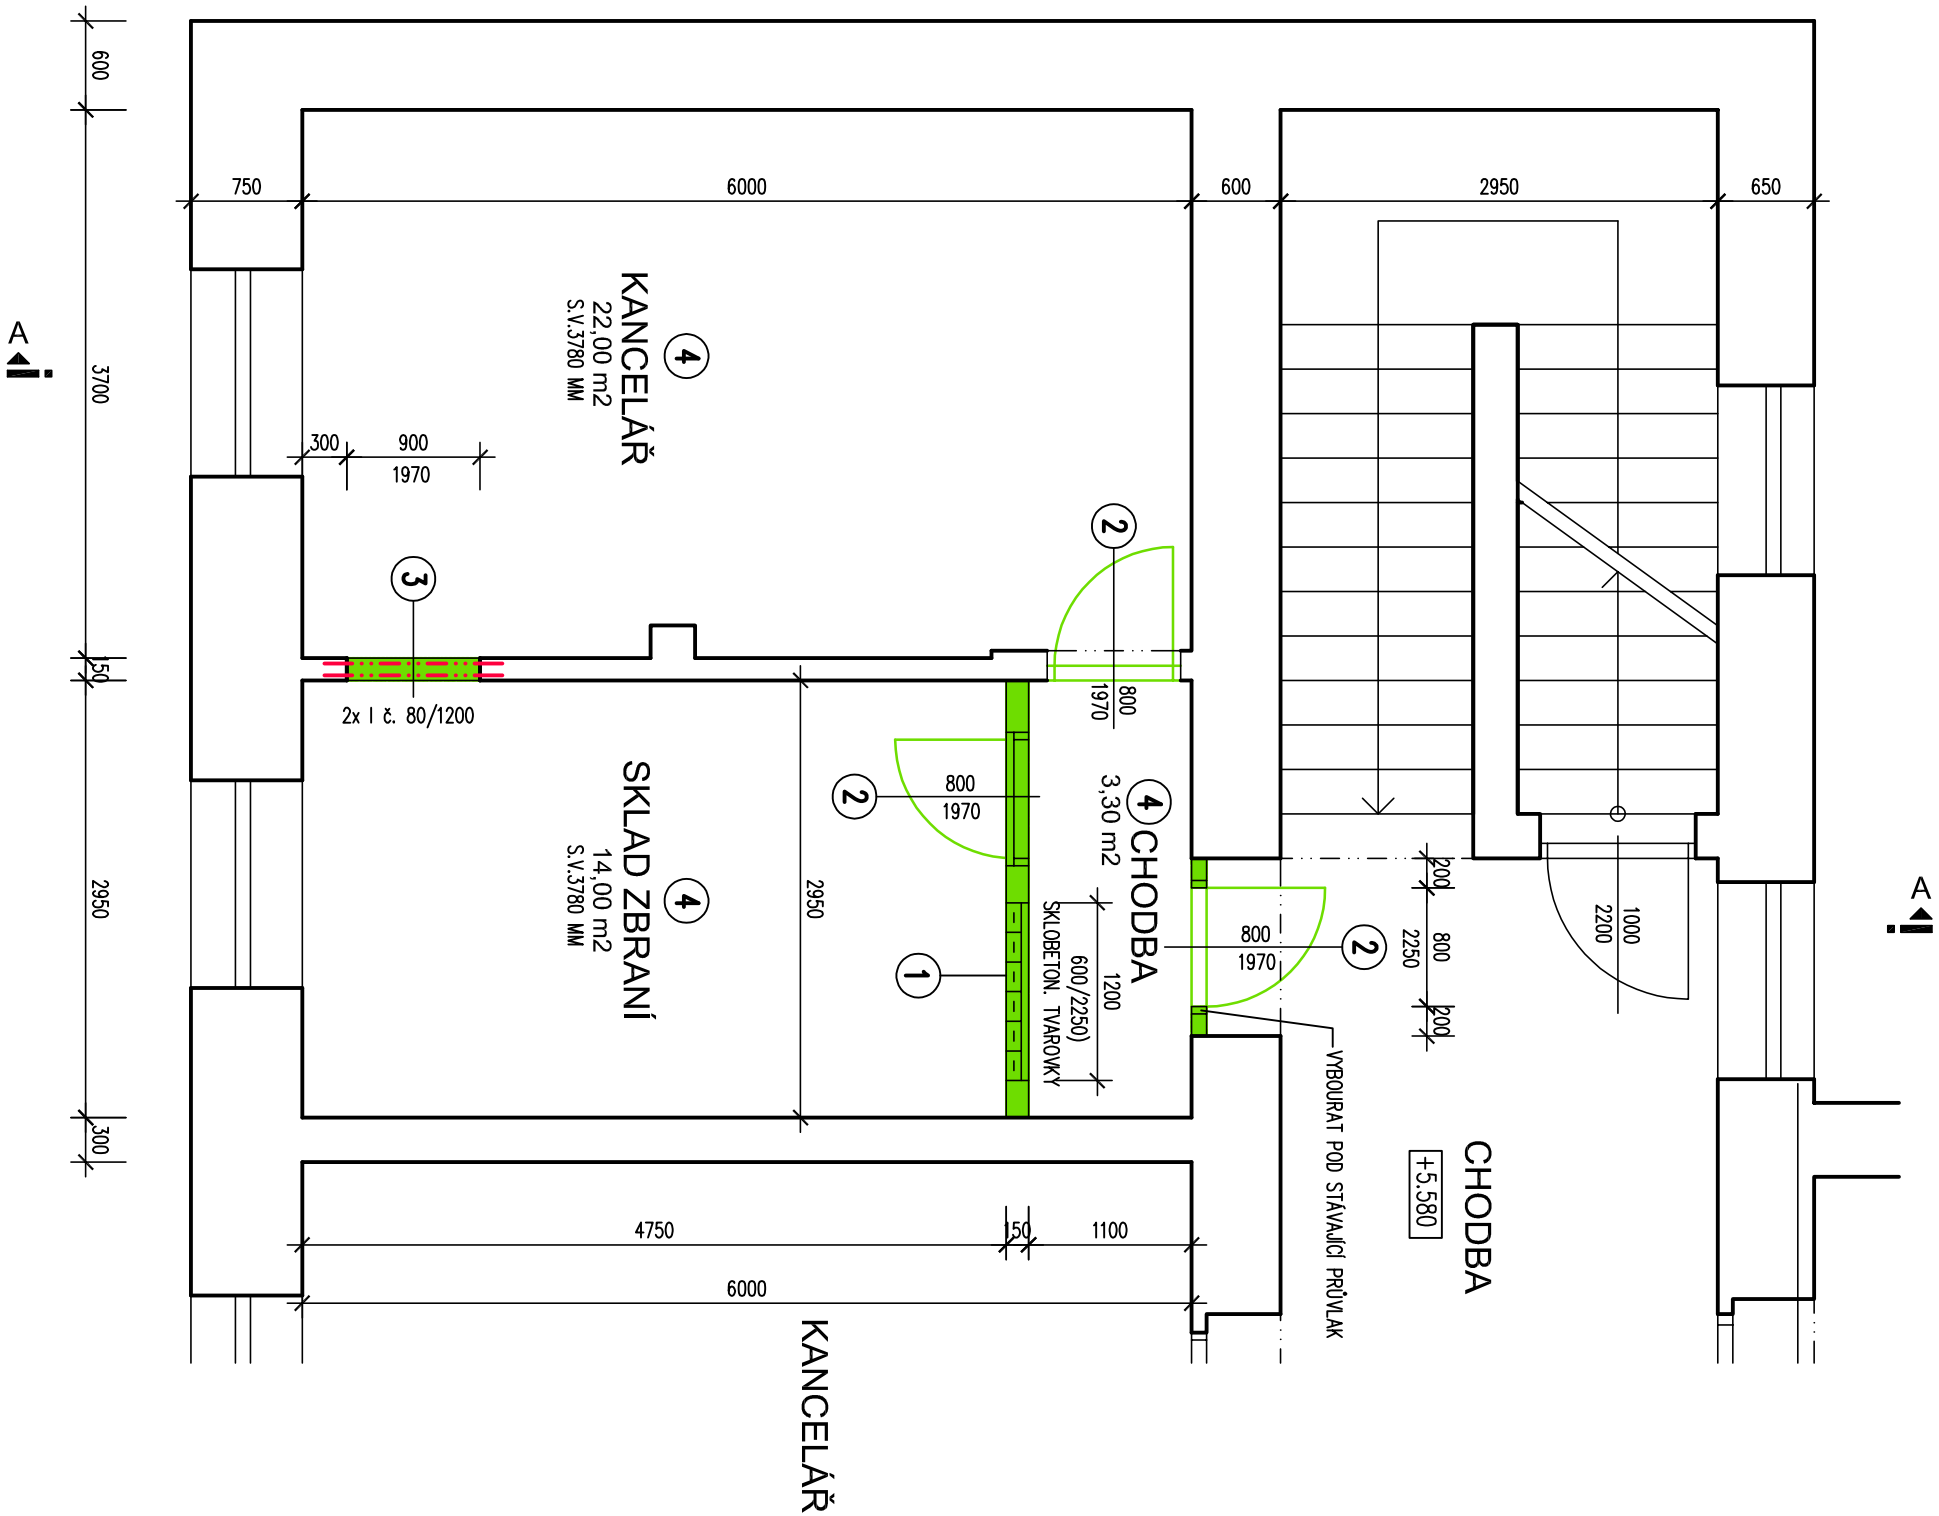 600
3700
150
2950
300
750
6000
600
2950
650
A
A
KANCELÁŘ
22,00 m2
S.V.3780 MM
4
300
900
1970
3
2x I č. 80/1200
2
800
1970
SKLAD ZBRANÍ
14,00 m2
S.V.3780 MM
4
2950
2
800
1970
1
4
CHODBA
3,30 m2
1200
600/2250)
SKLOBETON. TVAROVKY
2
800
1970
200
800
2250
200
1000
2200
VYBOURAT POD STÁVAJÍCÍ PRŮVLAK
CHODBA
+5.580
4750
150
1100
6000
KANCELÁŘ